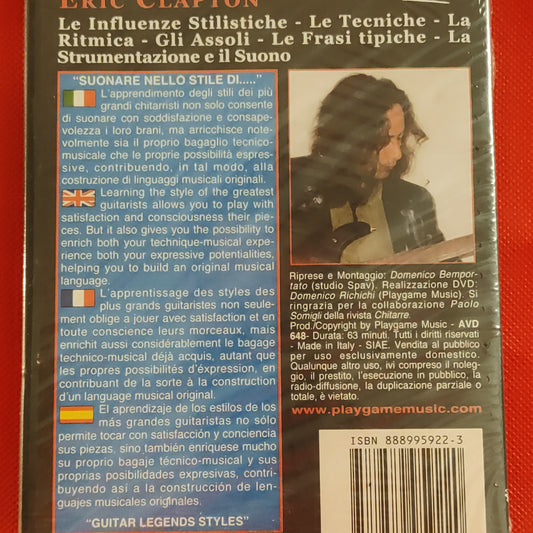 ERIC CLAPTON
Le Influenze Stilistiche - Le Tecniche - La
Ritmica - Gli Assoli - Le Frasi tipiche - La
Strumentazione e il Suono
"SUONARE NELLO STILE DI....."
L'apprendimento degli stili dei più
grandi chitarristi non solo consente
di suonare con soddisfazione e consape-
volezza i loro brani, ma arricchisce note-
volmente sia il proprio bagaglio tecnico-
musicale che le proprie possibilità espres-
sive, contribuendo, in tal modo, alla
costruzione di linguaggi musicali originali.
Learning the style of the greatest
guitarists allows you to play with
satisfaction and consciousness their pie-
ces. But it also gives you the possibility to
enrich both your technique-musical expe-
rience both your expressive potentialities,
helping you to build an original musical
language.
L'apprentissage des styles des
plus grands guitaristes non seule-
ment oblige a jouer avec satisfaction et en
toute conscience leurs morceaux, mais
enrichit aussi considérablement le bagage
technico-musical déjà acquis, autant que
les propres possibilités d'éxpression, en
contribuant de la sorte à la construction
d'un language musical original.
El aprendizaje de los estilos de los
más grandes guitarristas no sólo
permite tocar con satisfacción y conciencia
sus piezas, sino también enriquese mucho
su proprio bagaje técnico-musical y sus
proprias posibilidades expresivas, contri-
buyendo así a la construcción de len-
guajes musicales originales.
"GUITAR LEGENDS STYLES"
Riprese e Montaggio: Domenico Bempor-
tato (studio Spav). Realizzazione DVD:
Domenico Richichi (Playgame Music). Si
ringrazia per la collaborazione Paolo
Somigli della rivista Chitarre.
Prod./Copyright by Playgame Music - AVD
648- Durata: 63 minuti. Tutti i diritti riservati
- Made in Italy - SIAE. Vendita al pubblico
per uso esclusivamente domestico.
Qualunque altro uso, ivi compreso il noleg-
gio, il prestito, l'esecuzione in pubblico, la
radio-diffusione, la duplicazione parziale o
totale, è vietato.
www.playgamemusic.com
ISBN 888995922-3